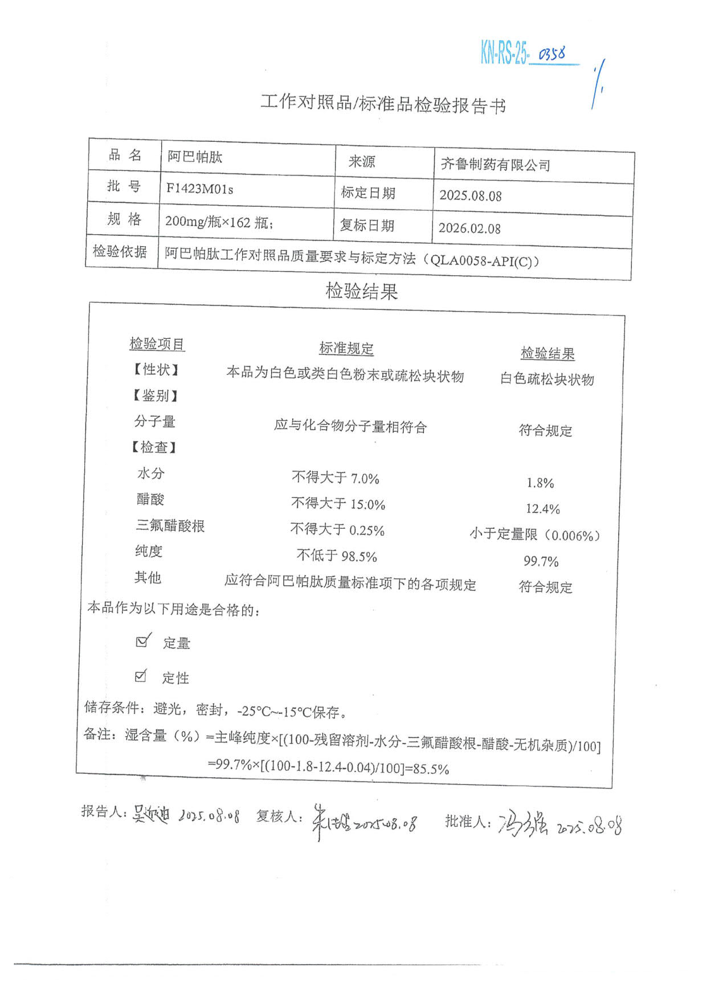 KN-RS-25- 0358
1/1
工作对照品/标准品检验报告书
品 名 阿巴帕肽 来源 齐鲁制药有限公司
批 号 F1423M01s 标定日期 2025.08.08
规 格 200mg/瓶×162 瓶; 复标日期 2026.02.08
检验依据 阿巴帕肽工作对照品质量要求与标定方法（QLA0058-API(C)）
检验结果
检验项目 标准规定 检验结果
【性状】 本品为白色或类白色粉末或疏松块状物 白色疏松块状物
【鉴别】
分子量 应与化合物分子量相符合 符合规定
【检查】
水分 不得大于 7.0% 1.8%
醋酸 不得大于 15.0% 12.4%
三氟醋酸根 不得大于 0.25% 小于定量限（0.006%）
纯度 不低于 98.5% 99.7%
其他 应符合阿巴帕肽质量标准项下的各项规定 符合规定
本品作为以下用途是合格的：
☑ 定量
☑ 定性
储存条件：避光，密封，-25℃~-15℃保存。
备注：湿含量（%）=主峰纯度×[(100-残留溶剂-水分-三氟醋酸根-醋酸-无机杂质)/100]
=99.7%×[(100-1.8-12.4-0.04)/100]=85.5%
报告人： 2025.08.08 复核人： 2025.08.08 批准人： 2025.08.08